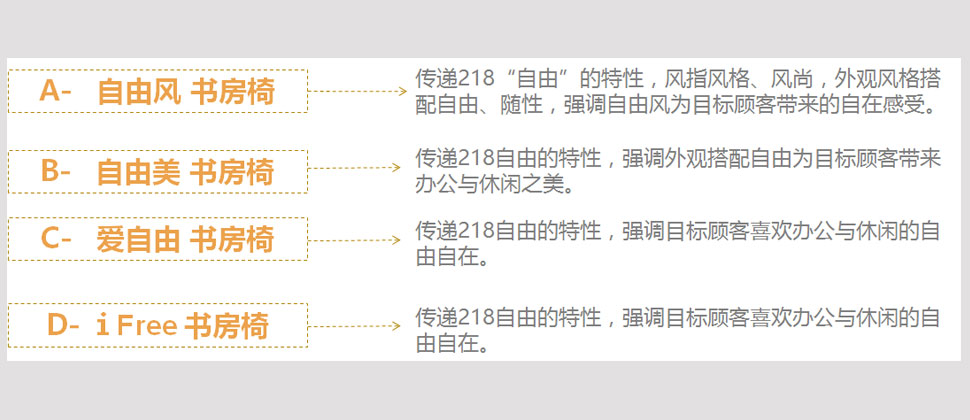 A- 自由风 书房椅
传递218“自由”的特性，风指风格、风尚，外观风格搭
配自由、随性，强调自由风为目标顾客带来的自在感受。
B- 自由美 书房椅
传递218自由的特性，强调外观搭配自由为目标顾客带来
办公与休闲之美。
C- 爱自由 书房椅
传递218自由的特性，强调目标顾客喜欢办公与休闲的自
由自在。
D- i Free 书房椅
传递218自由的特性，强调目标顾客喜欢办公与休闲的自
由自在。